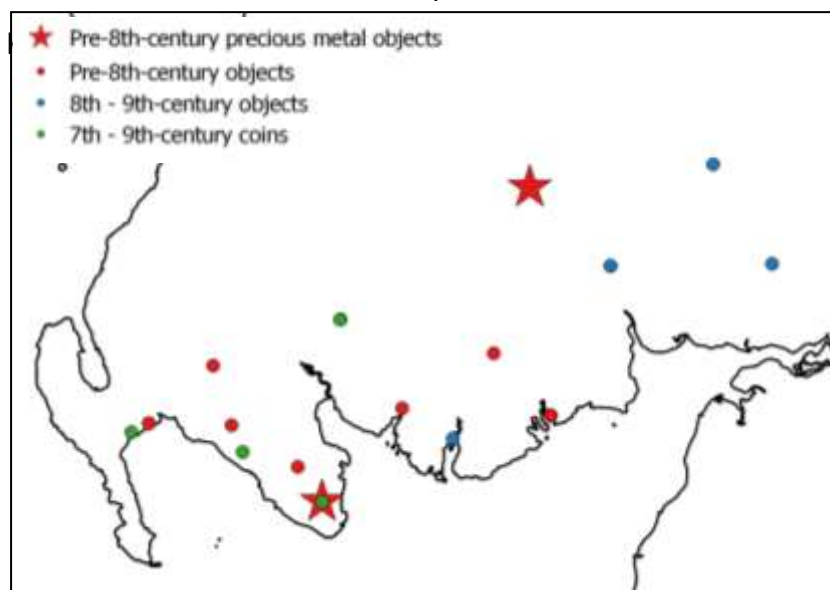 Pre-8th-century precious metal objects
Pre-8th-century objects
8th - 9th-century objects
7th - 9th-century coins